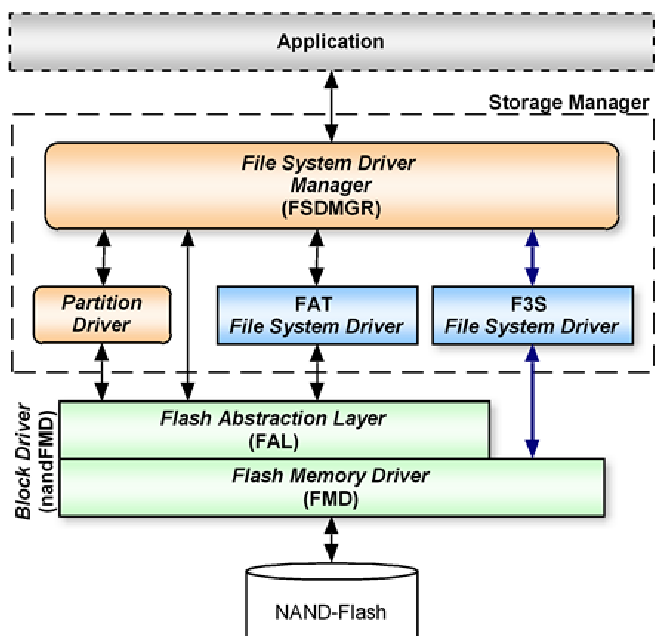 Application
Storage Manager
File System Driver
Manager
(FSDMGR)
Partition
Driver
FAT
File System Driver
F3S
File System Driver
Block Driver
(nandFMD)
Flash Abstraction Layer
(FAL)
Flash Memory Driver
(FMD)
NAND-Flash